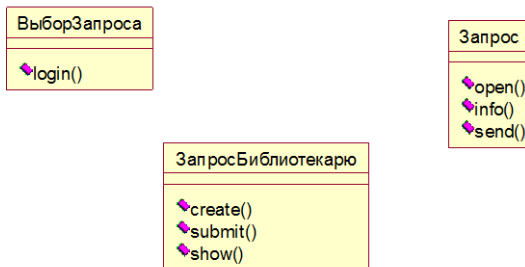 ВыборЗапроса
login()
Запрос
open()
info()
send()
ЗапросБиблиотекарю
create()
submit()
show()